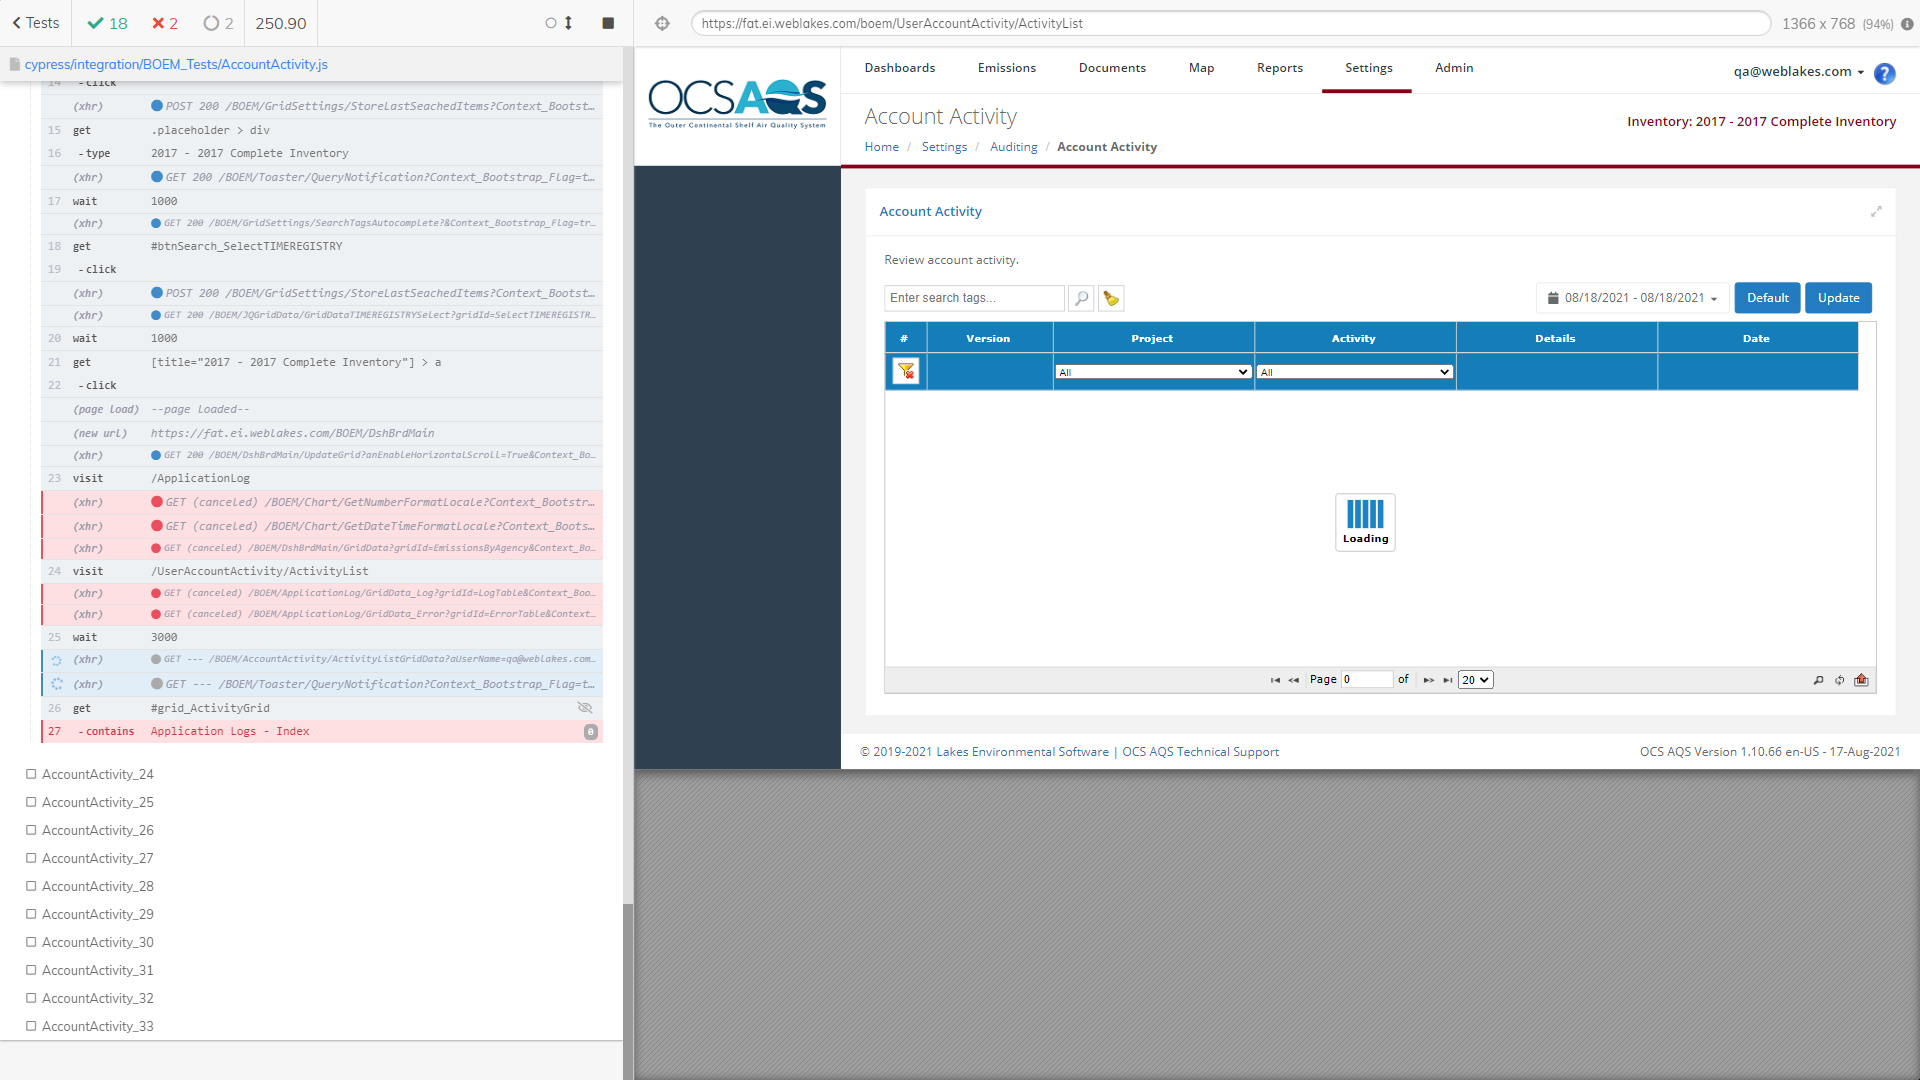 Tests
18
2
2
250.90
cypress/integration/BOEM_Tests/AccountActivity.js
14 -click
(xhr) POST 200 /BOEM/GridSettings/StoreLastSeachedItems?Context_Bootst...
15 get .placeholder > div
16 -type 2017 - 2017 Complete Inventory
(xhr) GET 200 /BOEM/Toaster/QueryNotification?Context_Bootstrap_Flag=t...
17 wait 1000
(xhr) GET 200 /BOEM/GridSettings/SearchTagsAutocomplete?&Context_Bootstrap_Flag=tr...
18 get #btnSearch_SelectTIMEREGISTRY
19 -click
(xhr) POST 200 /BOEM/GridSettings/StoreLastSeachedItems?Context_Bootst...
(xhr) GET 200 /BOEM/JQGridData/GridDataTIMEREGISTRYSelect?gridId=SelectTIMEREGISTR...
20 wait 1000
21 get [title="2017 - 2017 Complete Inventory"] > a
22 -click
(page load) --page loaded--
(new url) https://fat.ei.weblakes.com/BOEM/DshBrdMain
(xhr) GET 200 /BOEM/DshBrdMain/UpdateGrid?anEnableHorizontalScroll=True&Context_Bo...
23 visit /ApplicationLog
(xhr) GET (canceled) /BOEM/Chart/GetNumberFormatLocale?Context_Bootstr...
(xhr) GET (canceled) /BOEM/Chart/GetDateTimeFormatLocale?Context_Boots...
(xhr) GET (canceled) /BOEM/DshBrdMain/GridData?gridId=EmissionsByAgency&Context_Bo...
24 visit /UserAccountActivity/ActivityList
(xhr) GET (canceled) /BOEM/ApplicationLog/GridData_Log?gridId=LogTable&Context_Boo...
(xhr) GET (canceled) /BOEM/ApplicationLog/GridData_Error?gridId=ErrorTable&Context...
25 wait 3000
(xhr) GET --- /BOEM/AccountActivity/ActivityListGridData?aUserName=qa@weblakes.com...
(xhr) GET --- /BOEM/Toaster/QueryNotification?Context_Bootstrap_Flag=t...
26 get #grid_ActivityGrid
27 -contains Application Logs - Index 0
AccountActivity_24
AccountActivity_25
AccountActivity_26
AccountActivity_27
AccountActivity_28
AccountActivity_29
AccountActivity_30
AccountActivity_31
AccountActivity_32
AccountActivity_33
https://fat.ei.weblakes.com/boem/UserAccountActivity/ActivityList
1366 x 768 (94%)
OCSAQS
The Outer Continental Shelf Air Quality System
Dashboards Emissions Documents Map Reports Settings Admin
qa@weblakes.com ?
Account Activity
Inventory: 2017 - 2017 Complete Inventory
Home / Settings / Auditing / Account Activity
Account Activity
Review account activity.
Enter search tags...
08/18/2021 - 08/18/2021
Default
Update
# Version Project Activity Details Date
All All
Loading
Page 0 of 20
© 2019-2021 Lakes Environmental Software | OCS AQS Technical Support
OCS AQS Version 1.10.66 en-US - 17-Aug-2021